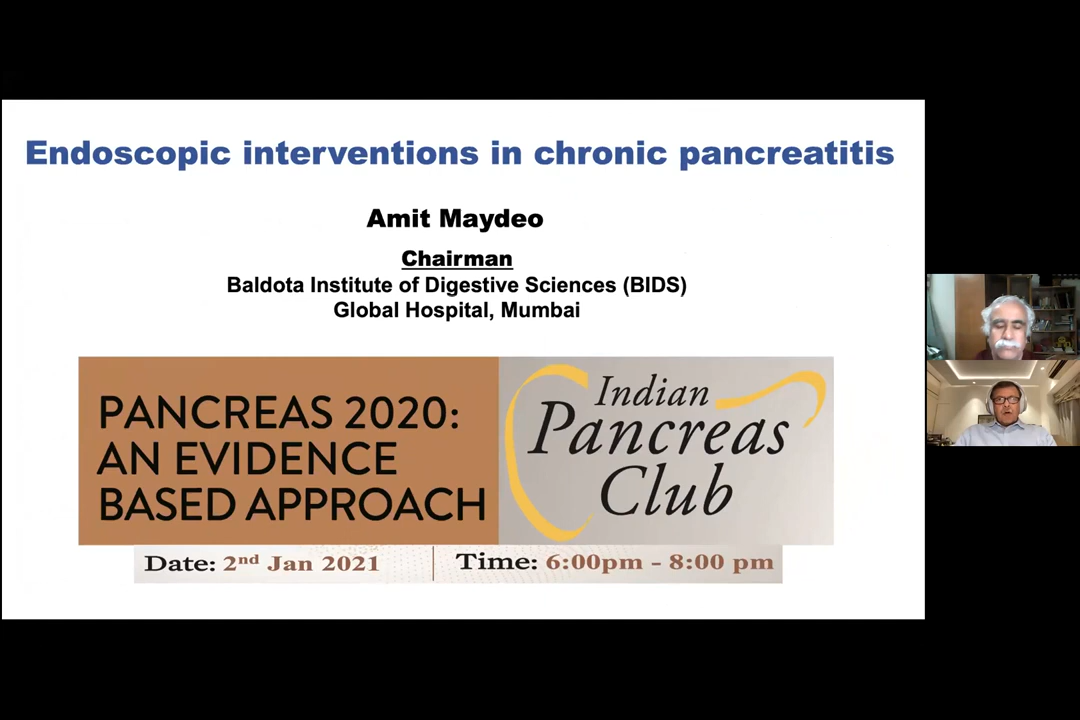 Endoscopic interventions in chronic pancreatitis
Amit Maydeo
Chairman
Baldota Institute of Digestive Sciences (BIDS)
Global Hospital, Mumbai
PANCREAS 2020:
AN EVIDENCE
BASED APPROACH
Indian
Pancreas
Club
Date: 2nd Jan 2021
Time: 6:00pm - 8:00 pm